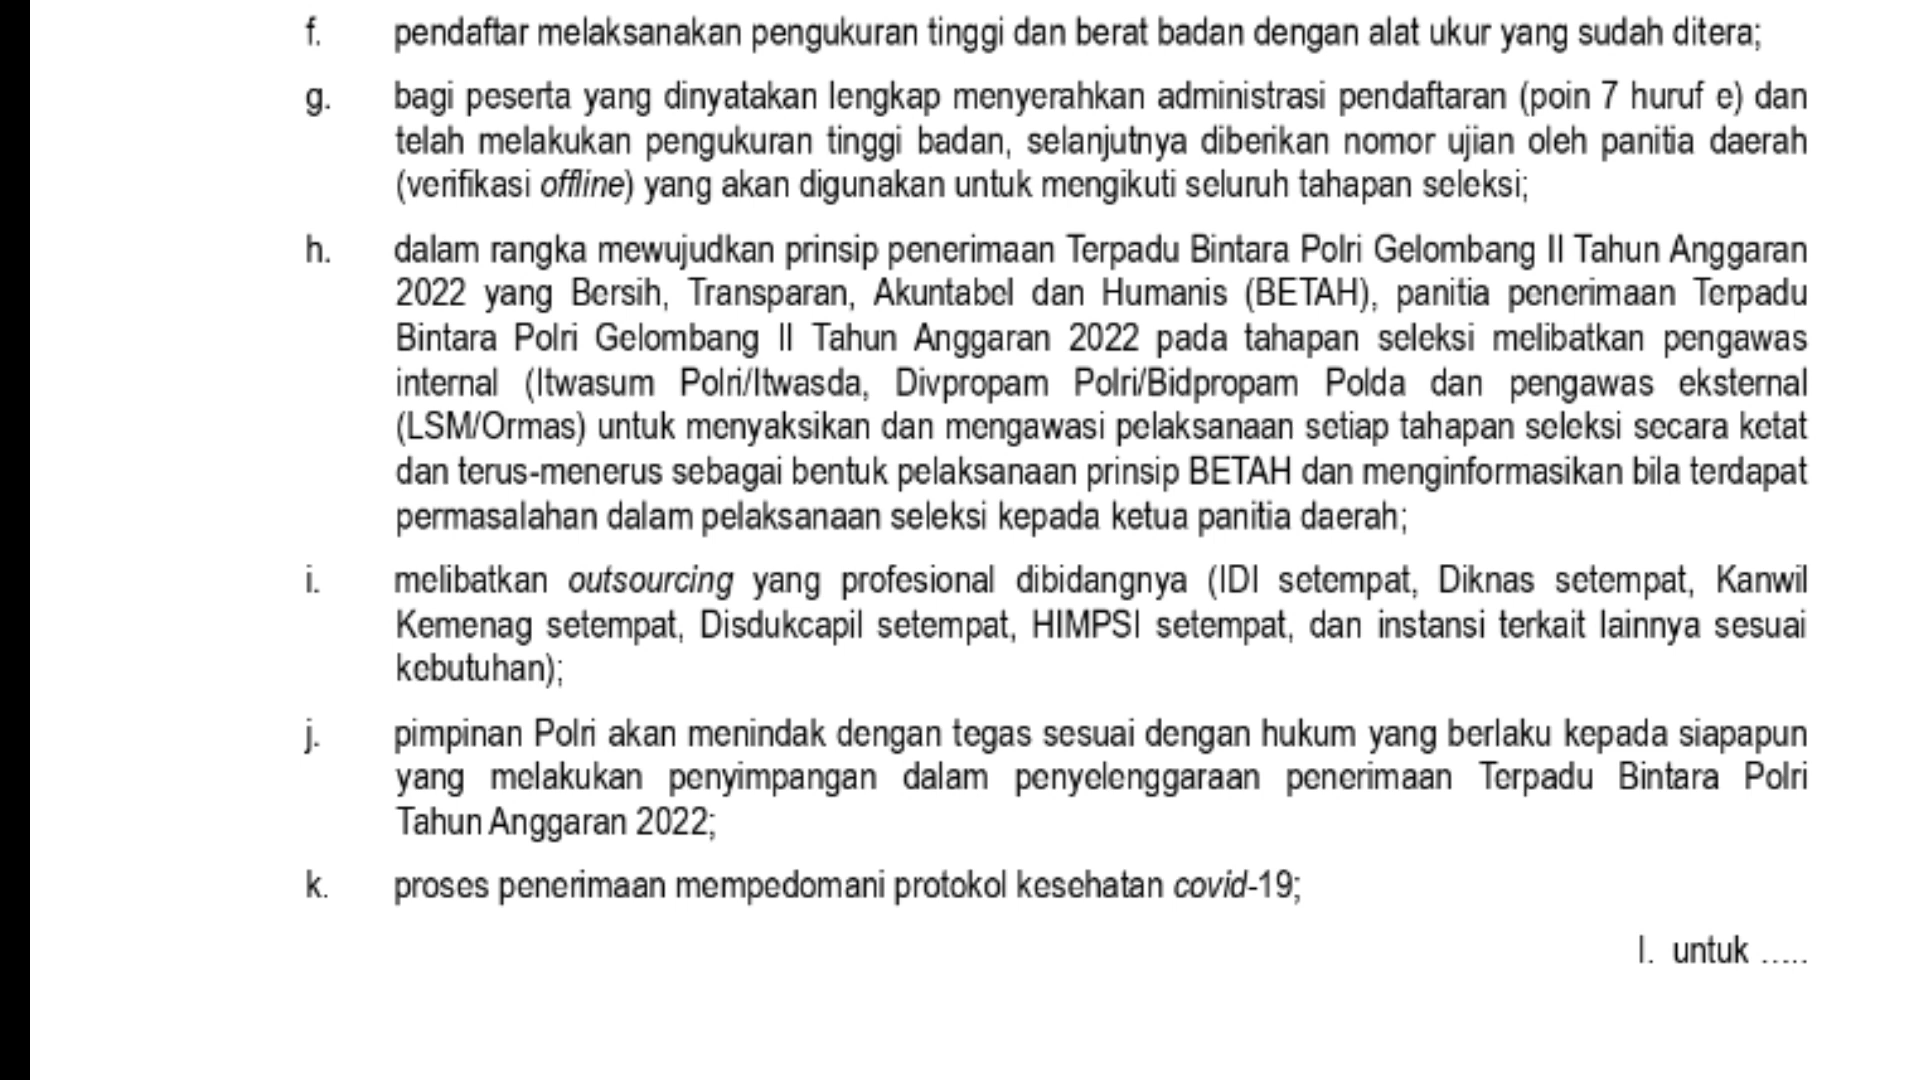 f. pendaftar melaksanakan pengukuran tinggi dan berat badan dengan alat ukur yang sudah ditera;
g. bagi peserta yang dinyatakan lengkap menyerahkan administrasi pendaftaran (poin 7 huruf e) dan
telah melakukan pengukuran tinggi badan, selanjutnya diberikan nomor ujian oleh panitia daerah
(verifikasi offline) yang akan digunakan untuk mengikuti seluruh tahapan seleksi;
h. dalam rangka mewujudkan prinsip penerimaan Terpadu Bintara Polri Gelombang II Tahun Anggaran
2022 yang Bersih, Transparan, Akuntabel dan Humanis (BETAH), panitia penerimaan Terpadu
Bintara Polri Gelombang II Tahun Anggaran 2022 pada tahapan seleksi melibatkan pengawas
internal (Itwasum Polri/Itwasda, Divpropam Polri/Bidpropam Polda dan pengawas eksternal
(LSM/Ormas) untuk menyaksikan dan mengawasi pelaksanaan setiap tahapan seleksi secara ketat
dan terus-menerus sebagai bentuk pelaksanaan prinsip BETAH dan menginformasikan bila terdapat
permasalahan dalam pelaksanaan seleksi kepada ketua panitia daerah;
i. melibatkan outsourcing yang profesional dibidangnya (IDI setempat, Diknas setempat, Kanwil
Kemenag setempat, Disdukcapil setempat, HIMPSI setempat, dan instansi terkait lainnya sesuai
kebutuhan);
j. pimpinan Polri akan menindak dengan tegas sesuai dengan hukum yang berlaku kepada siapapun
yang melakukan penyimpangan dalam penyelenggaraan penerimaan Terpadu Bintara Polri
Tahun Anggaran 2022;
k. proses penerimaan mempedomani protokol kesehatan covid-19;
l. untuk .....